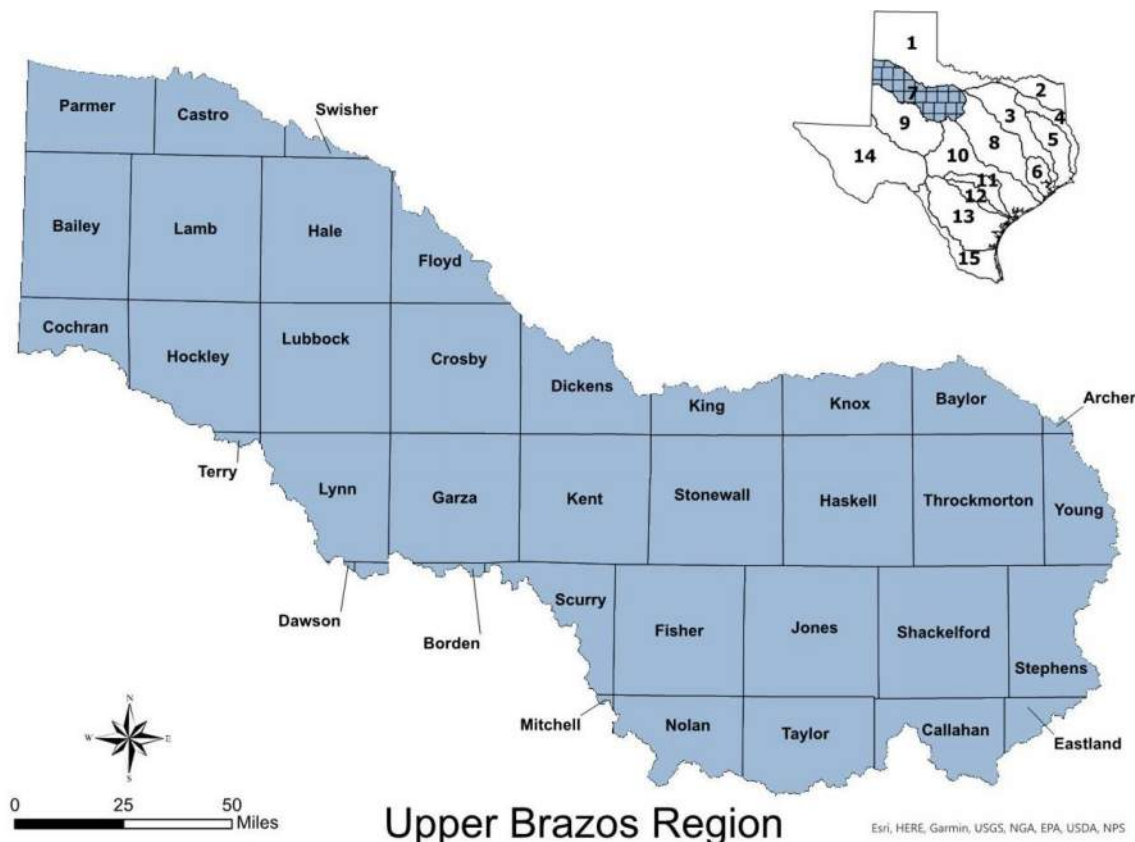 1
2
3
4
5
6
7
8
9
10
11
12
13
14
15
Parmer
Castro
Swisher
Bailey
Lamb
Hale
Floyd
Cochran
Hockley
Lubbock
Crosby
Dickens
King
Knox
Baylor
Archer
Terry
Lynn
Garza
Kent
Stonewall
Haskell
Throckmorton
Young
Dawson
Borden
Scurry
Fisher
Jones
Shackelford
Stephens
Mitchell
Nolan
Taylor
Callahan
Eastland
N
W
E
S
0 25 50
Miles
Upper Brazos Region
Esri, HERE, Garmin, USGS, NGA, EPA, USDA, NPS